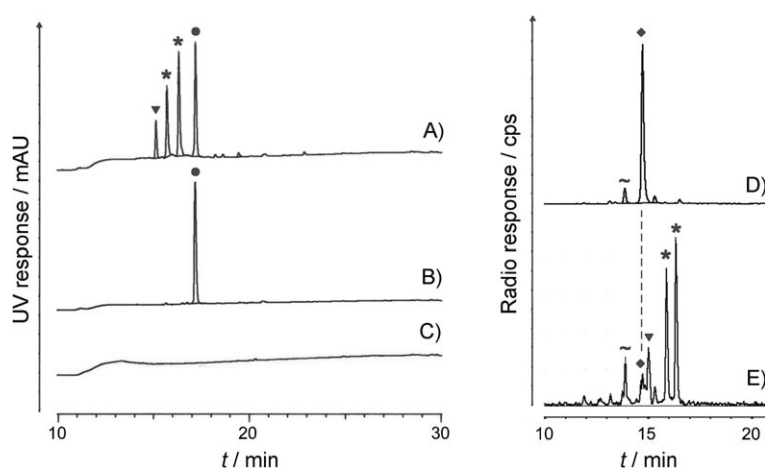 UV response / mAU
A)
B)
C)
10 20 30
t / min
Radio response / cps
D)
E)
10 15 20
t / min